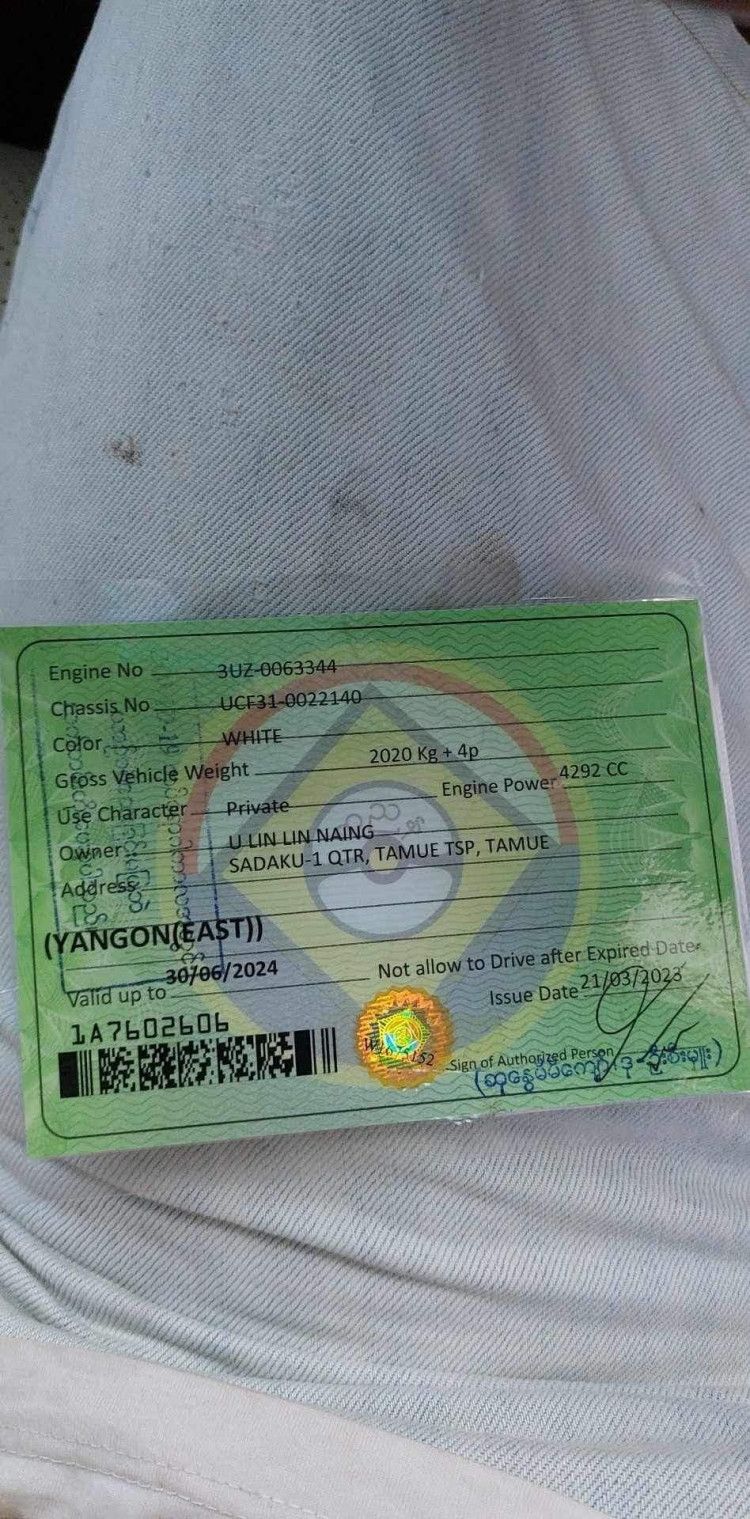 Engine No 3UZ-0063344
Chassis No UCF31-0022140
Color WHITE
Gross Vehicle Weight 2020 Kg + 4p
Use Character Private Engine Power 4292 CC
Owner U LIN LIN NAING
Address SADAKU-1 QTR, TAMUE TSP, TAMUE
(YANGON(EAST))
Valid up to 30/06/2024 Not allow to Drive after Expired Date
Issue Date 21/03/2023
1A7602606
Sign of Authorized Person